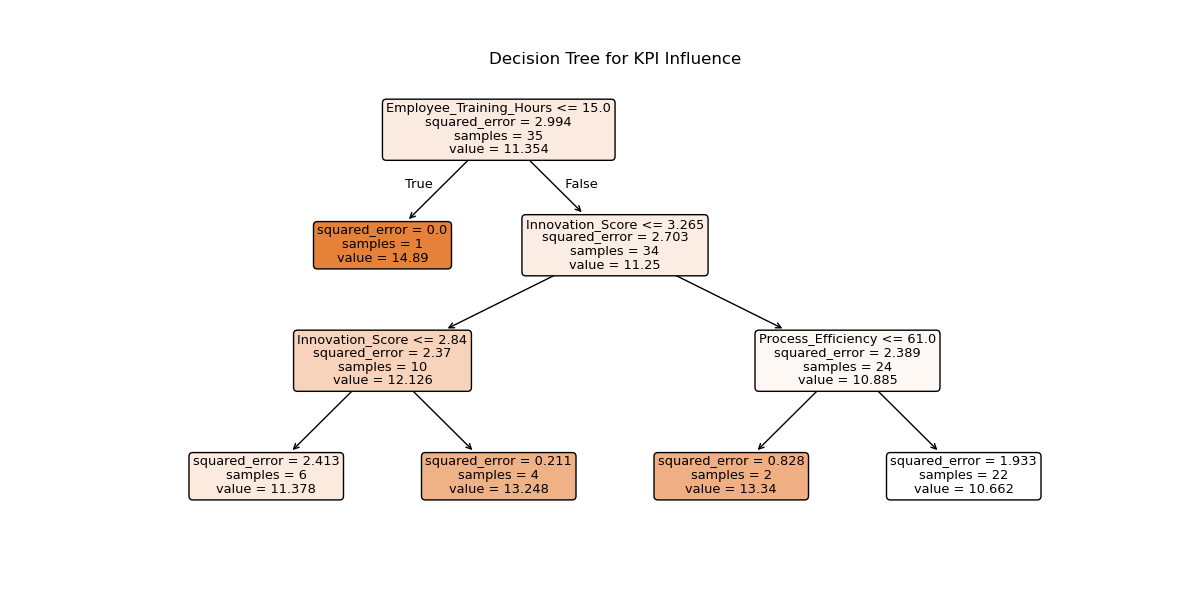 Decision Tree for KPI Influence
Employee_Training_Hours <= 15.0
squared_error = 2.994
samples = 35
value = 11.354
True
False
squared_error = 0.0
samples = 1
value = 14.89
Innovation_Score <= 3.265
squared_error = 2.703
samples = 34
value = 11.25
Innovation_Score <= 2.84
squared_error = 2.37
samples = 10
value = 12.126
Process_Efficiency <= 61.0
squared_error = 2.389
samples = 24
value = 10.885
squared_error = 2.413
samples = 6
value = 11.378
squared_error = 0.211
samples = 4
value = 13.248
squared_error = 0.828
samples = 2
value = 13.34
squared_error = 1.933
samples = 22
value = 10.662